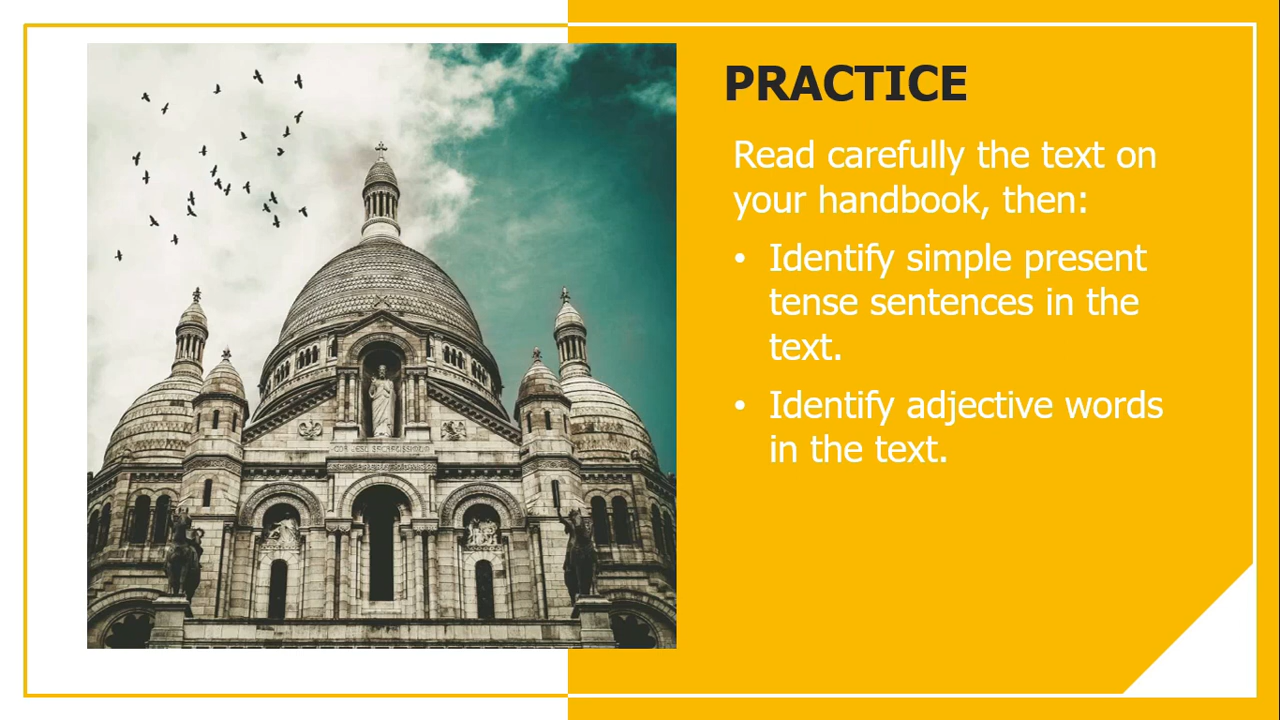 PRACTICE
Read carefully the text on
your handbook, then:
• Identify simple present
tense sentences in the
text.
• Identify adjective words
in the text.